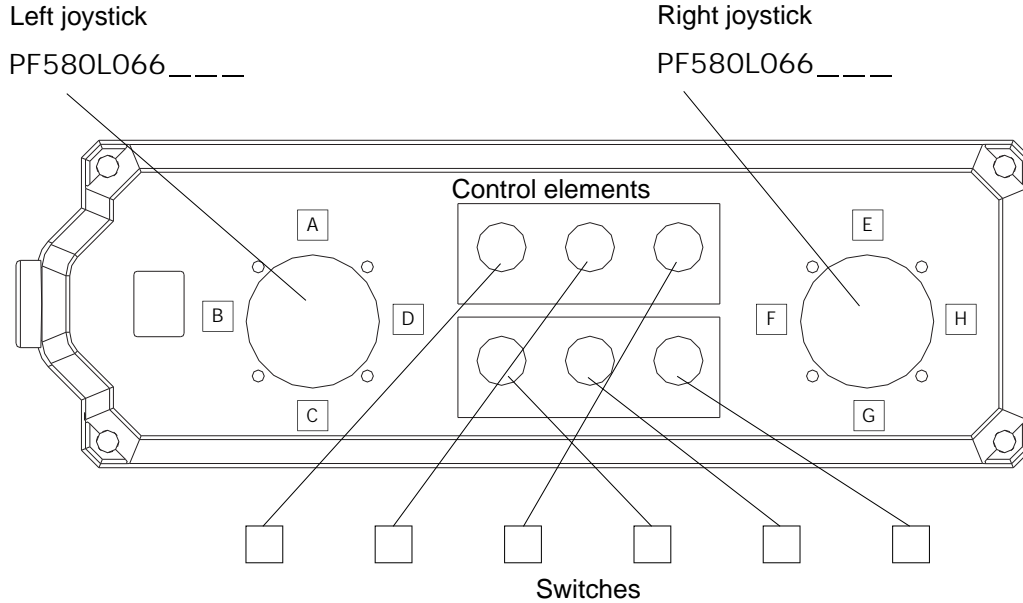 Left joystick
Right joystick
PF580L066___
PF580L066___
Control elements
A
E
B
D
F
H
C
G
Switches